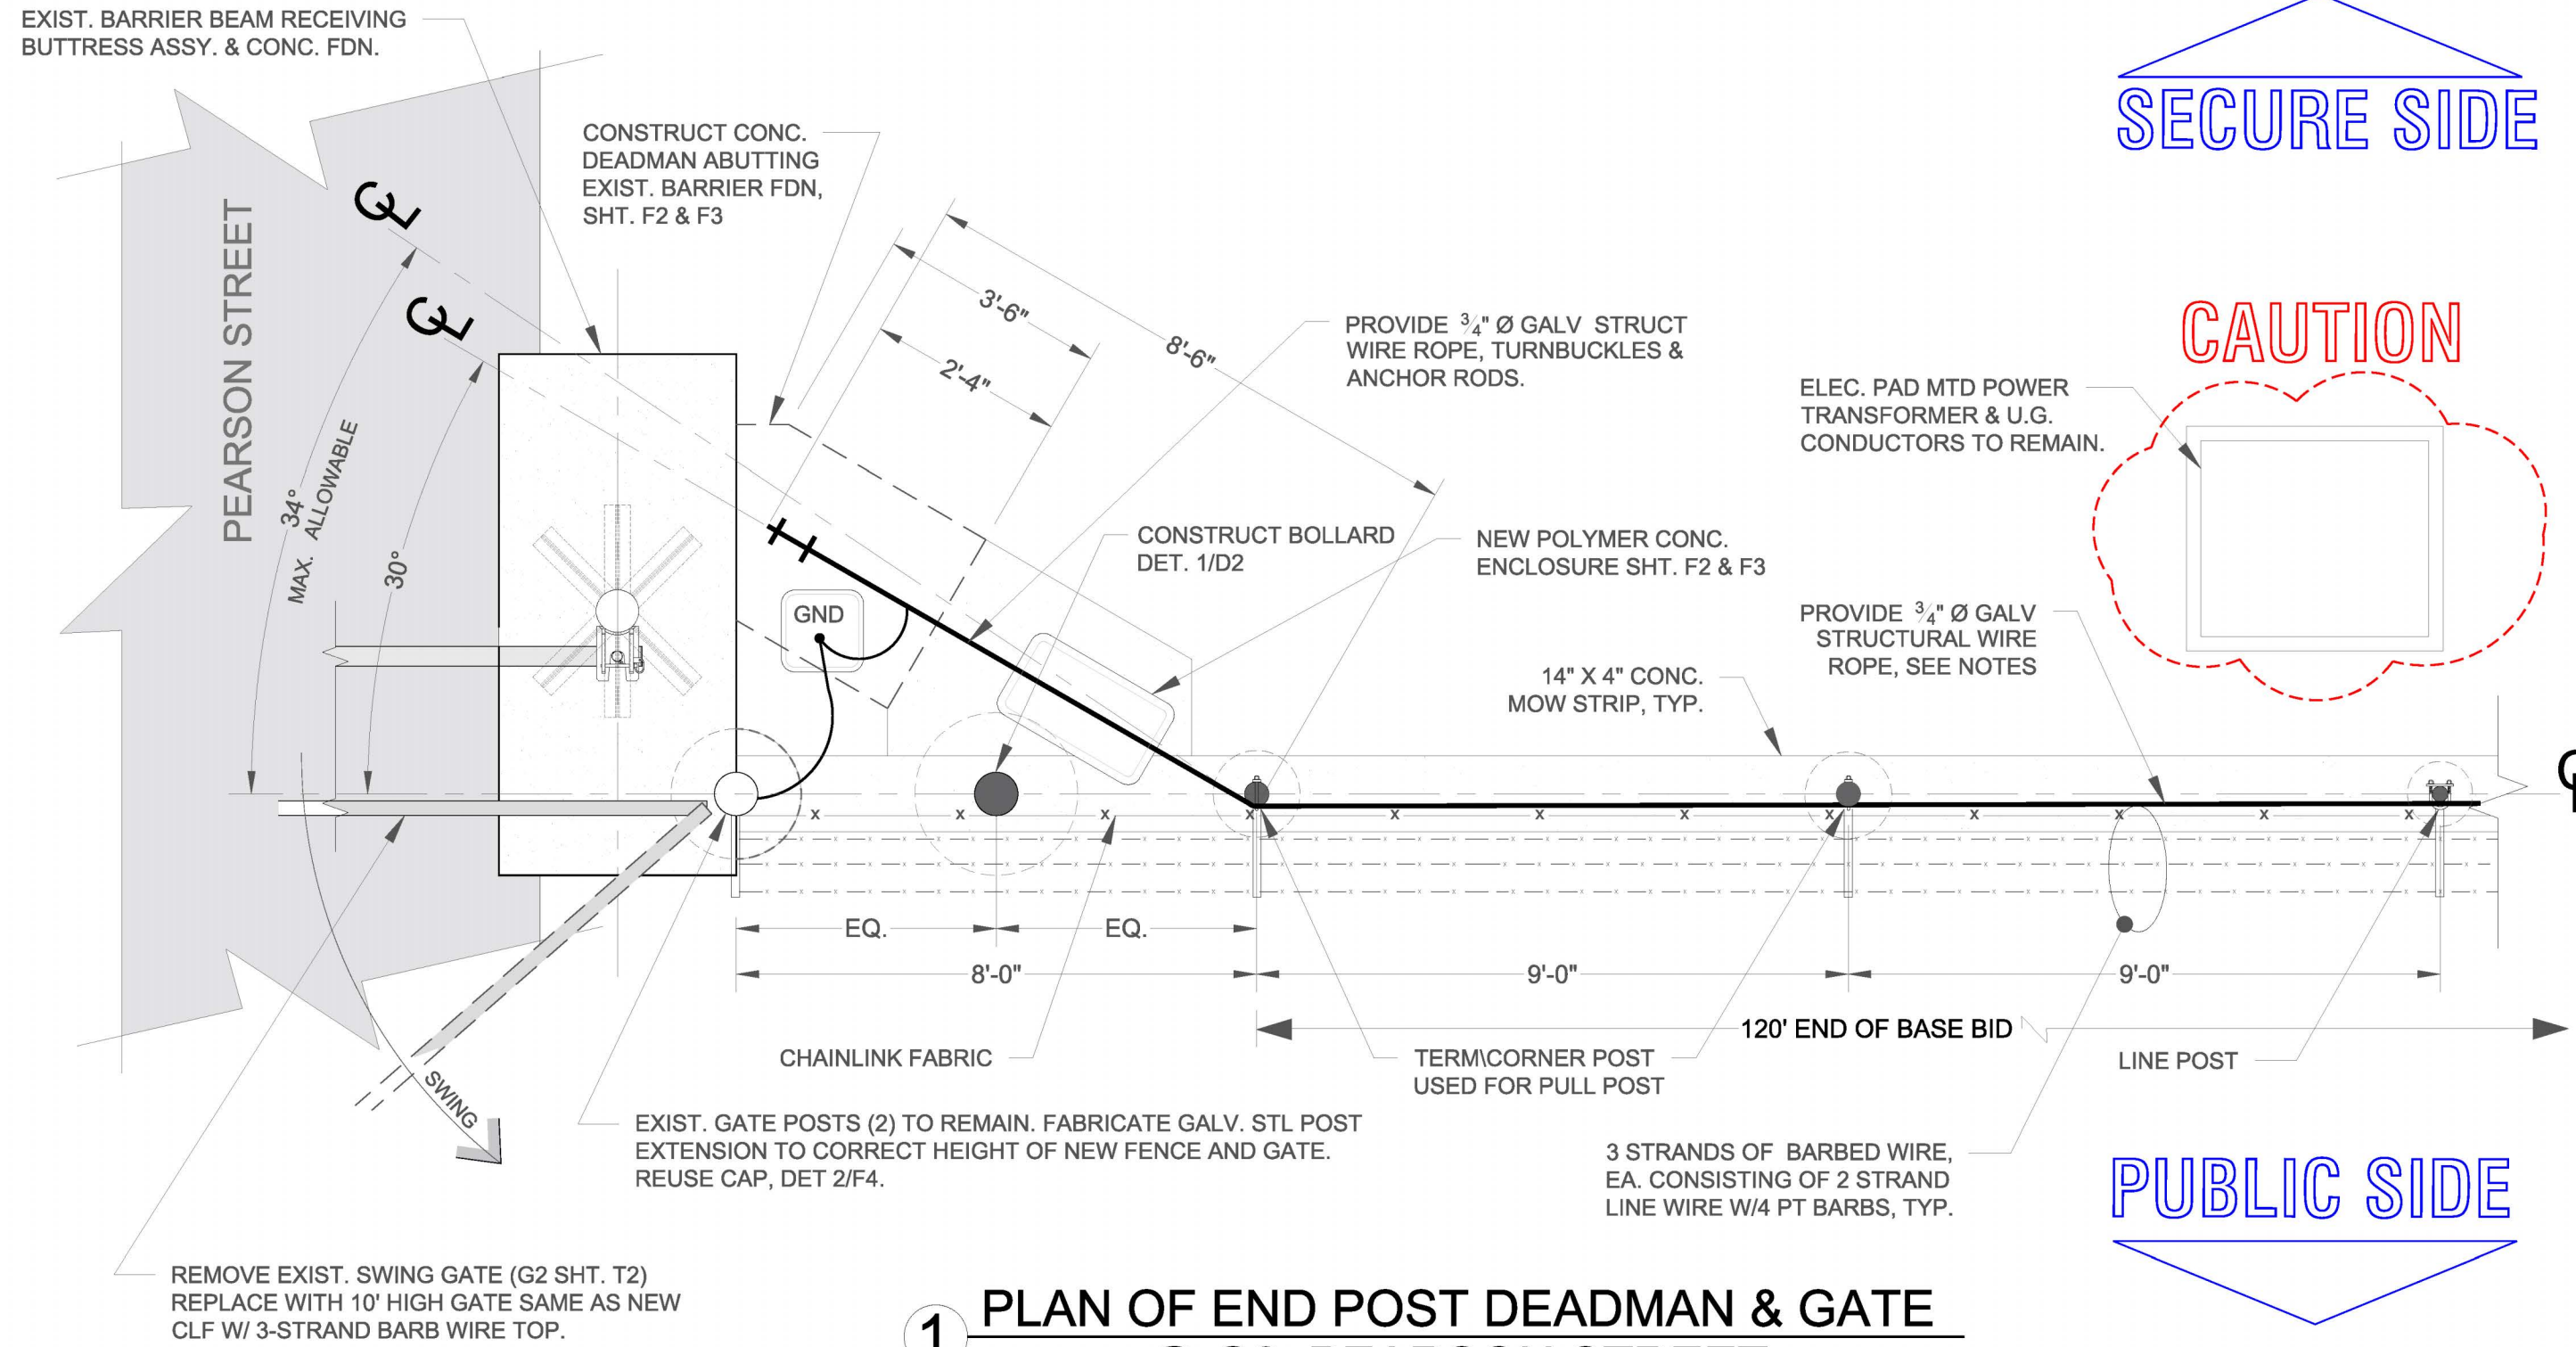 EXIST. BARRIER BEAM RECEIVING
BUTTRESS ASSY. & CONC. FDN.
SECURE SIDE
CONSTRUCT CONC.
DEADMAN ABUTTING
EXIST. BARRIER FDN,
SHT. F2 & F3
PEARSON STREET
34°
MAX. ALLOWABLE
30°
3'-6"
2'-4"
8'-6"
PROVIDE ¾" Ø GALV STRUCT
WIRE ROPE, TURNBUCKLES &
ANCHOR RODS.
CAUTION
ELEC. PAD MTD POWER
TRANSFORMER & U.G.
CONDUCTORS TO REMAIN.
CONSTRUCT BOLLARD
DET. 1/D2
NEW POLYMER CONC.
ENCLOSURE SHT. F2 & F3
GND
PROVIDE ¾" Ø GALV
STRUCTURAL WIRE
ROPE, SEE NOTES
14" X 4" CONC.
MOW STRIP, TYP.
EQ.
EQ.
8'-0"
9'-0"
9'-0"
120' END OF BASE BID
CHAINLINK FABRIC
TERM\CORNER POST
USED FOR PULL POST
LINE POST
SWING
EXIST. GATE POSTS (2) TO REMAIN. FABRICATE GALV. STL POST
EXTENSION TO CORRECT HEIGHT OF NEW FENCE AND GATE.
REUSE CAP, DET 2/F4.
3 STRANDS OF BARBED WIRE,
EA. CONSISTING OF 2 STRAND
LINE WIRE W/4 PT BARBS, TYP.
PUBLIC SIDE
REMOVE EXIST. SWING GATE (G2 SHT. T2)
REPLACE WITH 10' HIGH GATE SAME AS NEW
CLF W/ 3-STRAND BARB WIRE TOP.
1
PLAN OF END POST DEADMAN & GATE